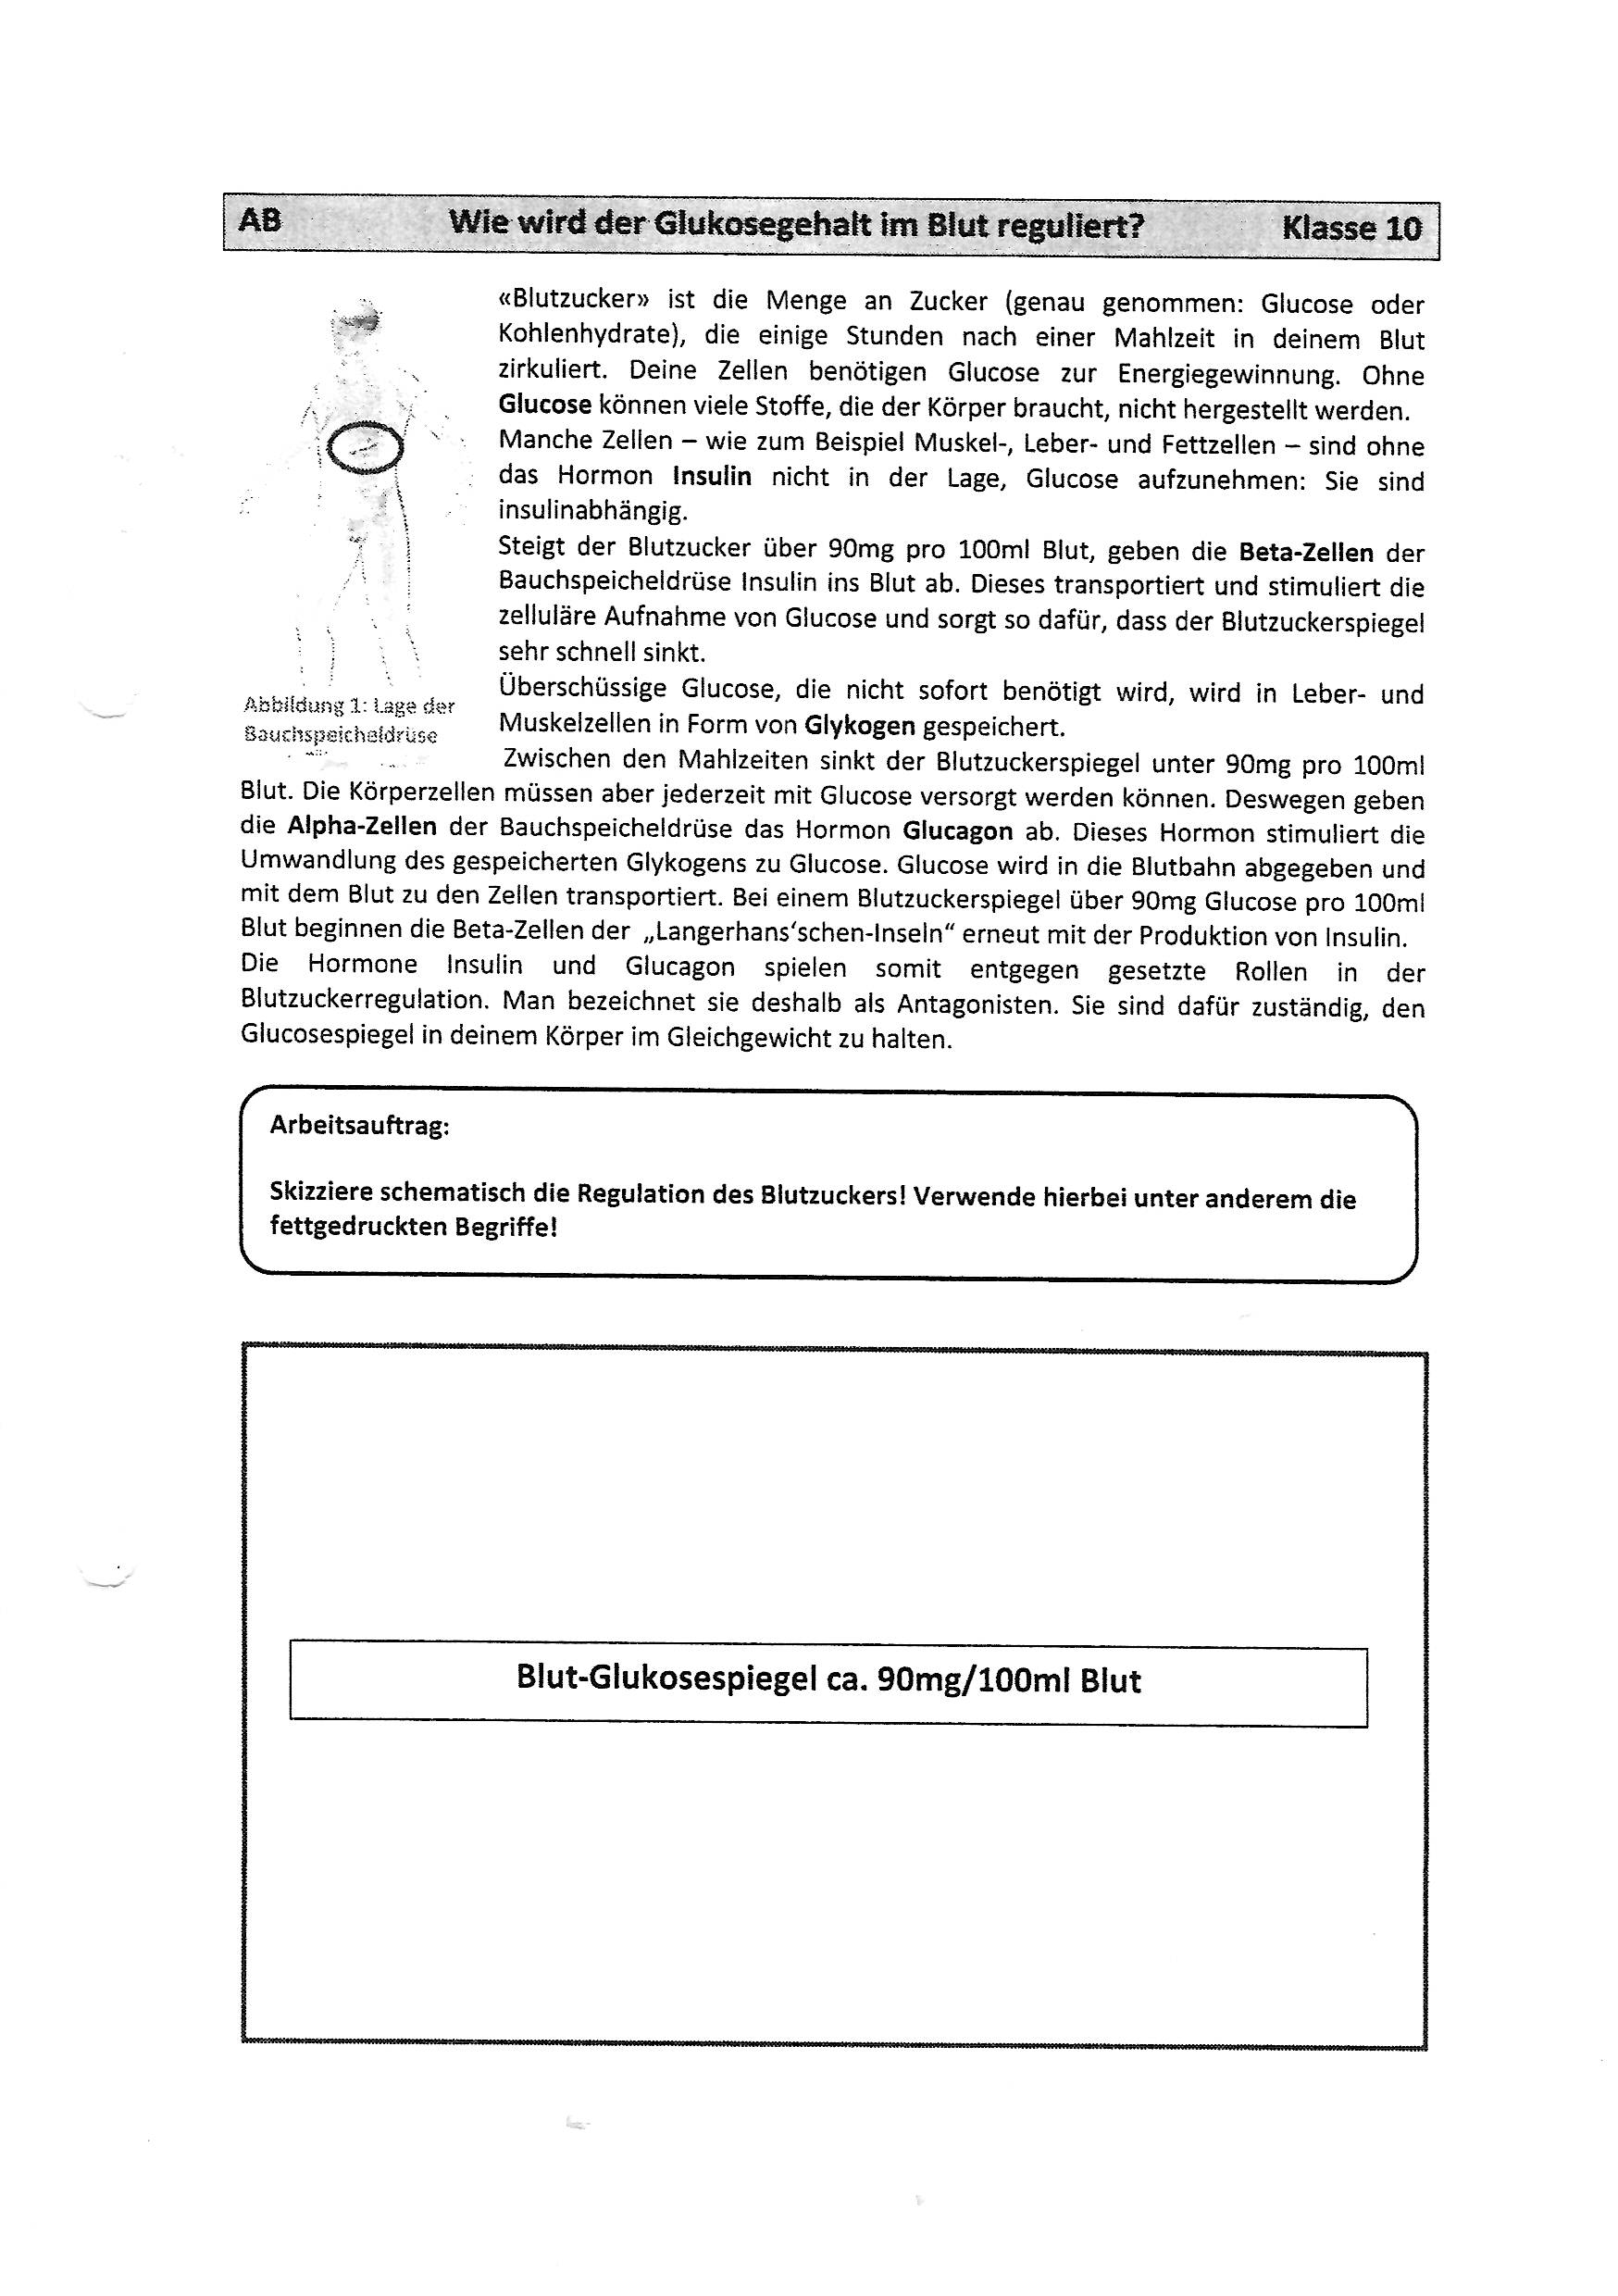 AB Wie wird der Glukosegehalt im Blut reguliert? Klasse 10
«Blutzucker» ist die Menge an Zucker (genau genommen: Glucose oder
Kohlenhydrate), die einige Stunden nach einer Mahlzeit in deinem Blut
zirkuliert. Deine Zellen benötigen Glucose zur Energiegewinnung. Ohne
Glucose können viele Stoffe, die der Körper braucht, nicht hergestellt werden.
Manche Zellen – wie zum Beispiel Muskel-, Leber- und Fettzellen – sind ohne
das Hormon Insulin nicht in der Lage, Glucose aufzunehmen: Sie sind
insulinabhängig.
Steigt der Blutzucker über 90mg pro 100ml Blut, geben die Beta-Zellen der
Bauchspeicheldrüse Insulin ins Blut ab. Dieses transportiert und stimuliert die
zelluläre Aufnahme von Glucose und sorgt so dafür, dass der Blutzuckerspiegel
sehr schnell sinkt.
Überschüssige Glucose, die nicht sofort benötigt wird, wird in Leber- und
Muskelzellen in Form von Glykogen gespeichert.
Abbildung 1: Lage der
Bauchspeicheldrüse
Zwischen den Mahlzeiten sinkt der Blutzuckerspiegel unter 90mg pro 100ml
Blut. Die Körperzellen müssen aber jederzeit mit Glucose versorgt werden können. Deswegen geben
die Alpha-Zellen der Bauchspeicheldrüse das Hormon Glucagon ab. Dieses Hormon stimuliert die
Umwandlung des gespeicherten Glykogens zu Glucose. Glucose wird in die Blutbahn abgegeben und
mit dem Blut zu den Zellen transportiert. Bei einem Blutzuckerspiegel über 90mg Glucose pro 100ml
Blut beginnen die Beta-Zellen der „Langerhans‘schen-Inseln“ erneut mit der Produktion von Insulin.
Die Hormone Insulin und Glucagon spielen somit entgegen gesetzte Rollen in der
Blutzuckerregulation. Man bezeichnet sie deshalb als Antagonisten. Sie sind dafür zuständig, den
Glucosespiegel in deinem Körper im Gleichgewicht zu halten.
Arbeitsauftrag:
Skizziere schematisch die Regulation des Blutzuckers! Verwende hierbei unter anderem die
fettgedruckten Begriffe!
Blut-Glukosespiegel ca. 90mg/100ml Blut